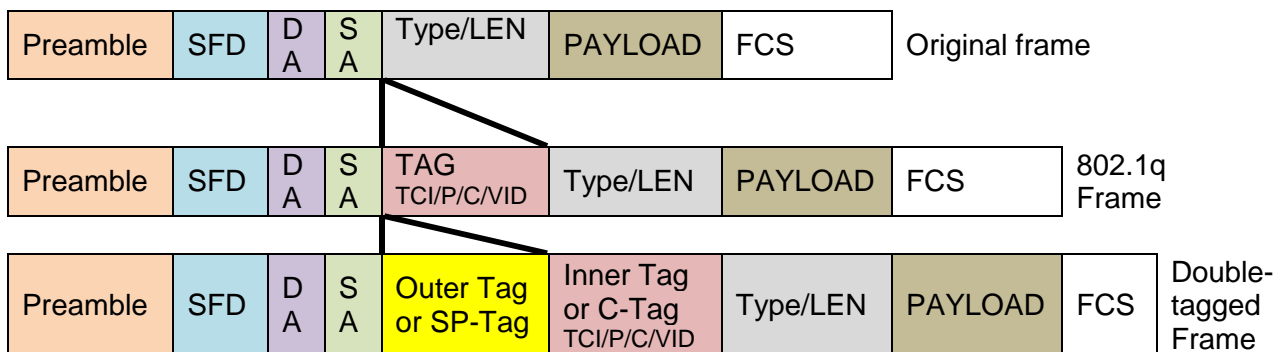 Preamble SFD D A S A Type/LEN PAYLOAD FCS Original frame
Preamble SFD D A S A TAG TCI/P/C/VID Type/LEN PAYLOAD FCS 802.1q Frame
Preamble SFD D A S A Outer Tag or SP-Tag Inner Tag or C-Tag TCI/P/C/VID Type/LEN PAYLOAD FCS Double-tagged Frame